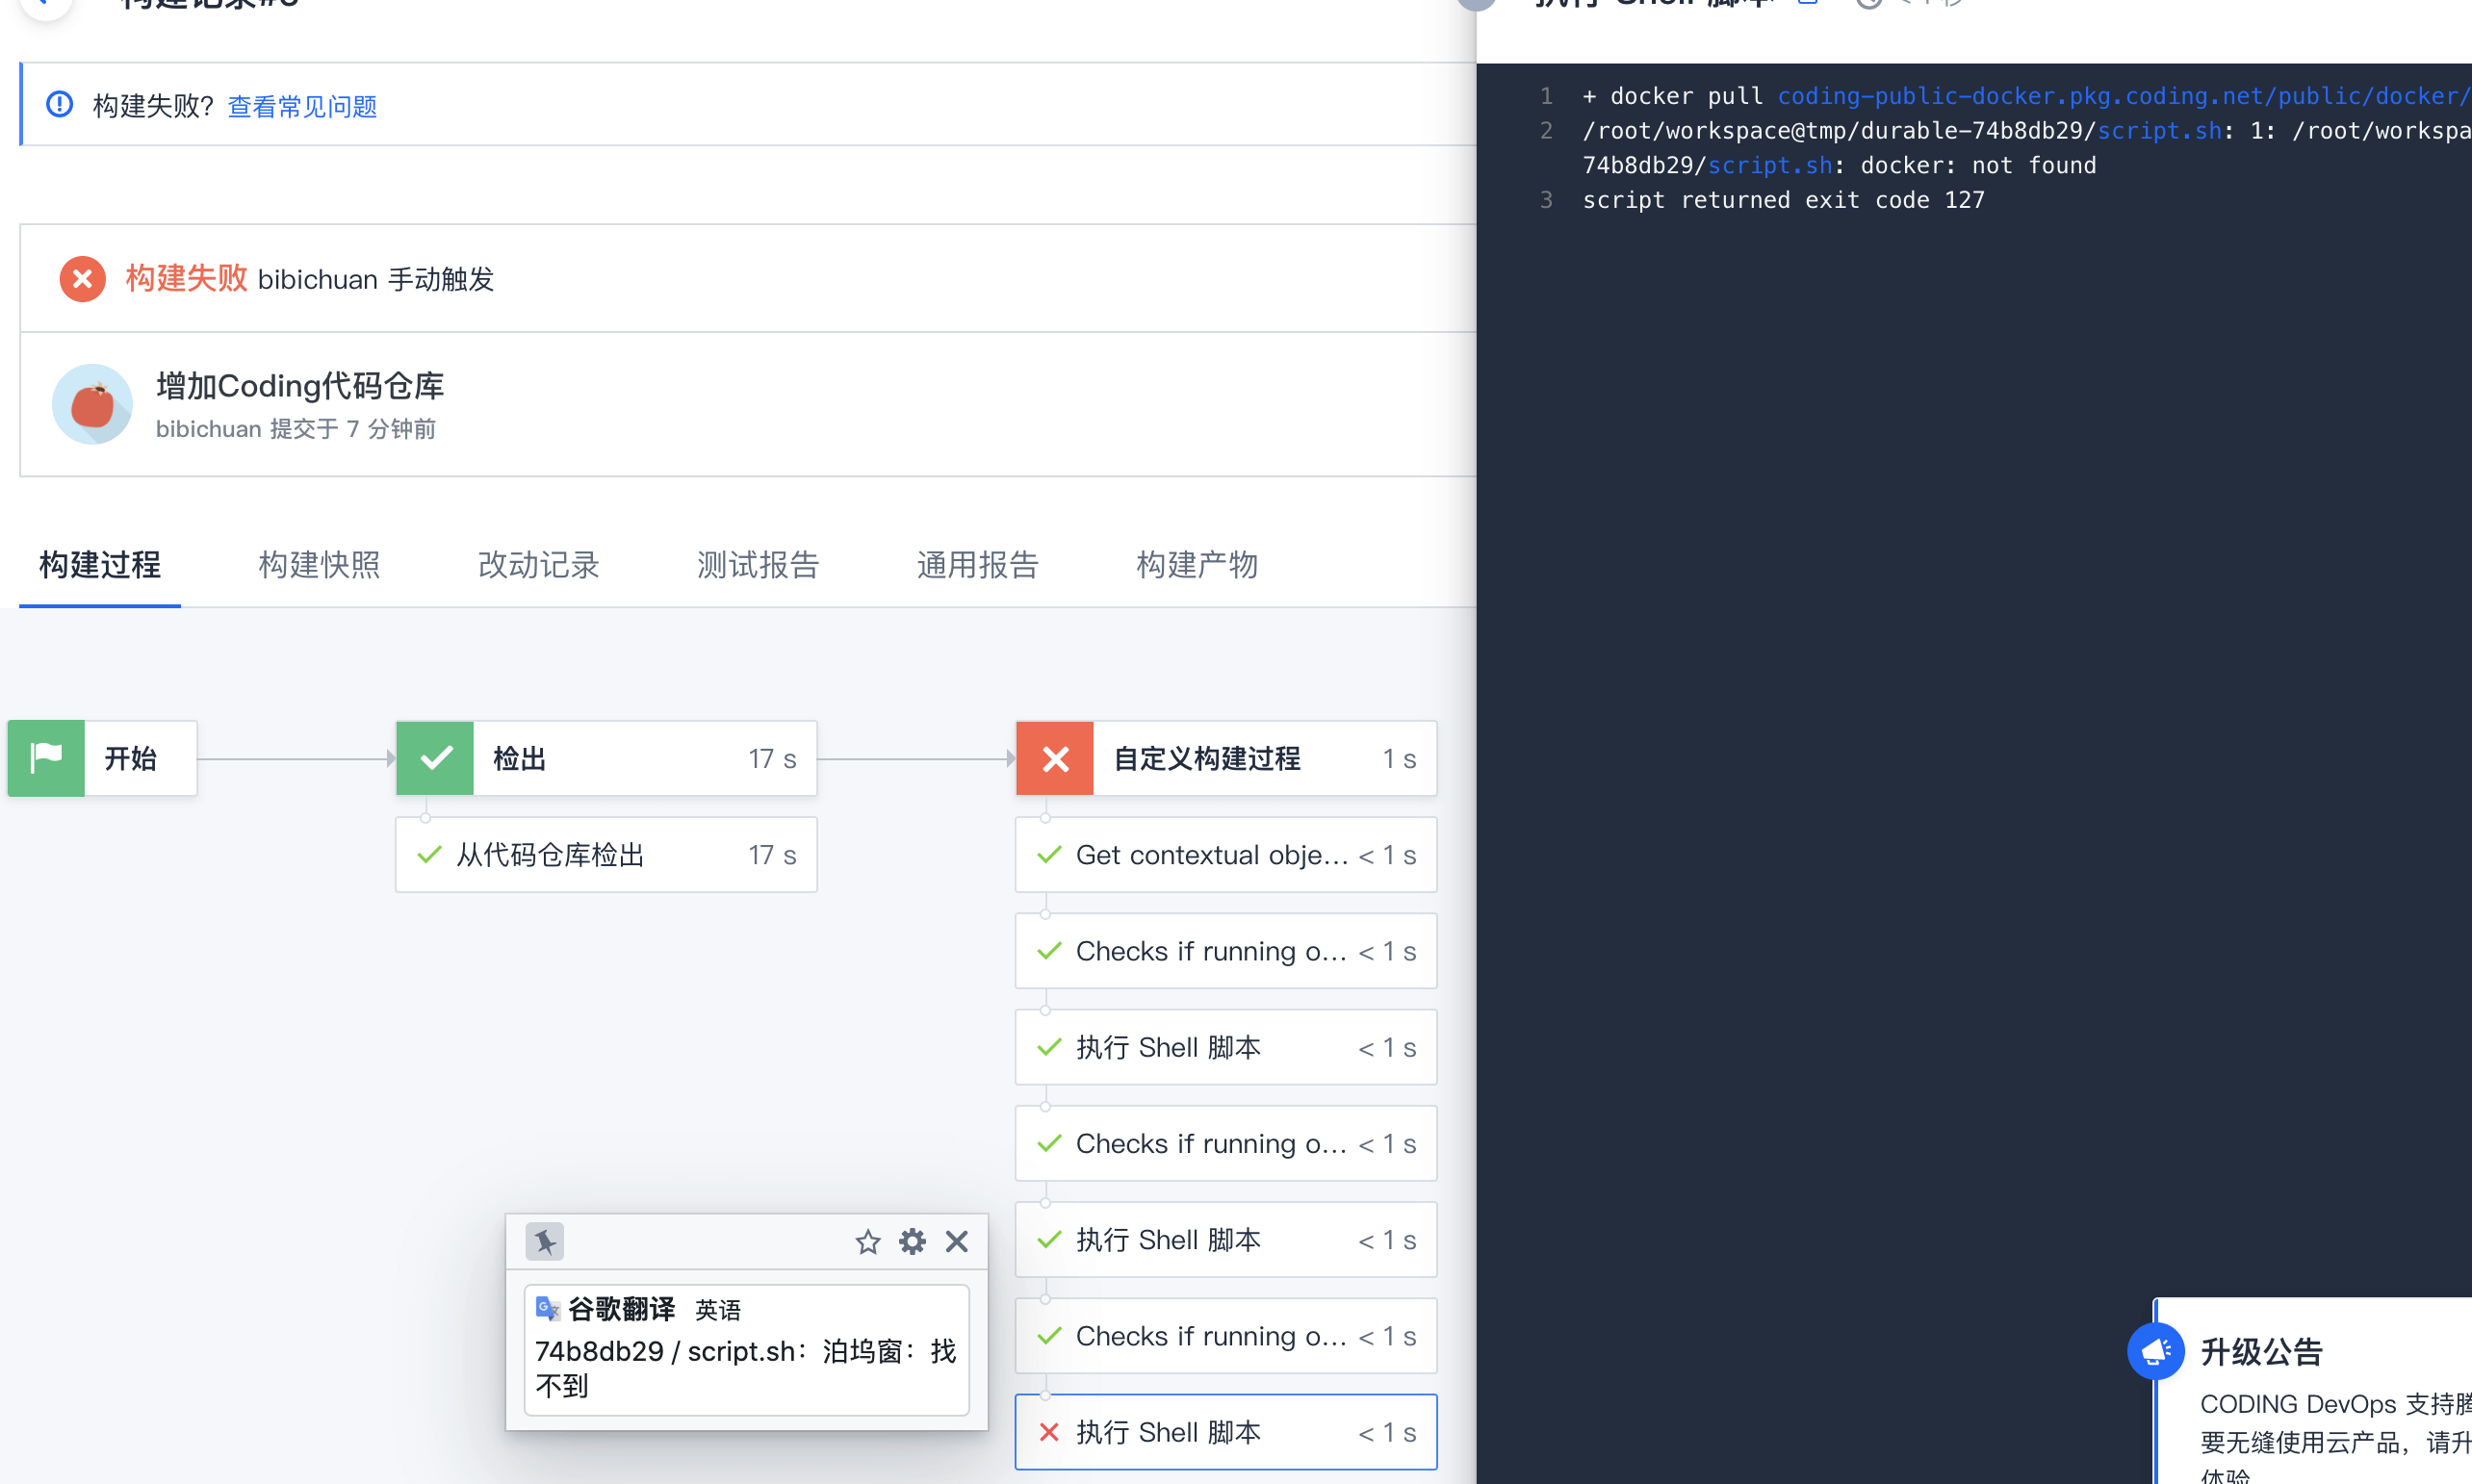 构建记录#6
构建失败? 查看常见问题
构建失败 bibichuan 手动触发
增加Coding代码仓库
bibichuan 提交于 7 分钟前
构建过程 构建快照 改动记录 测试报告 通用报告 构建产物
开始
检出 17 s
从代码仓库检出 17 s
自定义构建过程 1 s
Get contextual obje... < 1 s
Checks if running o... < 1 s
执行 Shell 脚本 < 1 s
Checks if running o... < 1 s
执行 Shell 脚本 < 1 s
Checks if running o... < 1 s
执行 Shell 脚本 < 1 s
谷歌翻译 英语
74b8db29 / script.sh：泊坞窗：找
不到
执行 Shell 脚本 < 1 秒
1 + docker pull coding-public-docker.pkg.coding.net/public/docker/
2 /root/workspace@tmp/durable-74b8db29/script.sh: 1: /root/workspa
74b8db29/script.sh: docker: not found
3 script returned exit code 127
升级公告
CODING DevOps 支持腾
要无缝使用云产品，请升
体验